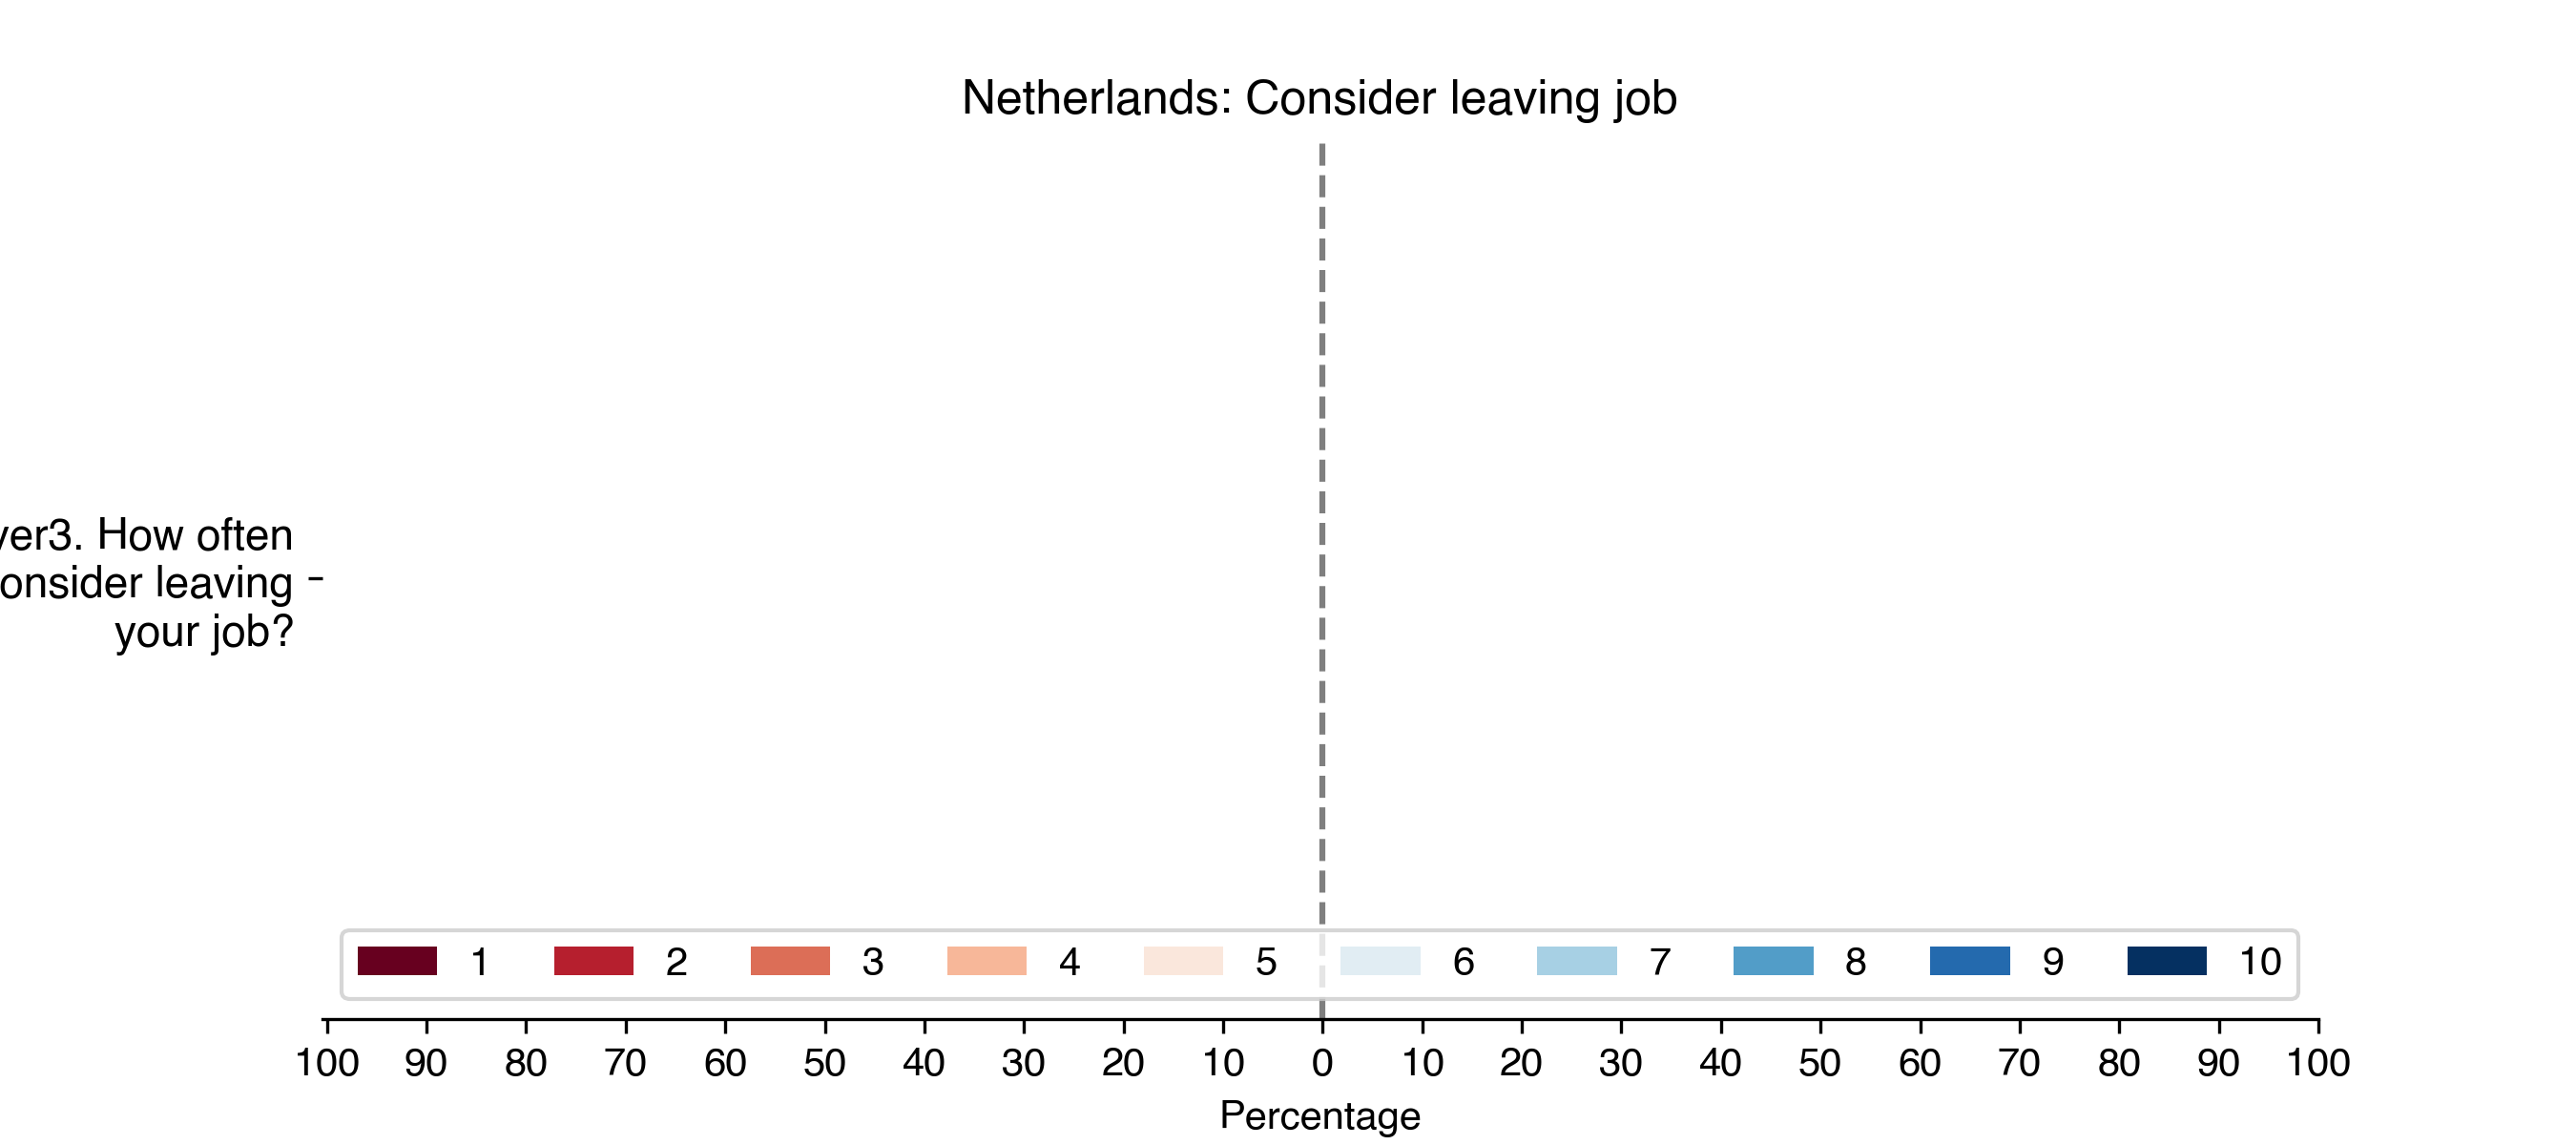 Netherlands: Consider leaving job
ver3. How often
onsider leaving
your job?
1 2 3 4 5 6 7 8 9 10
100 90 80 70 60 50 40 30 20 10 0 10 20 30 40 50 60 70 80 90 100
Percentage